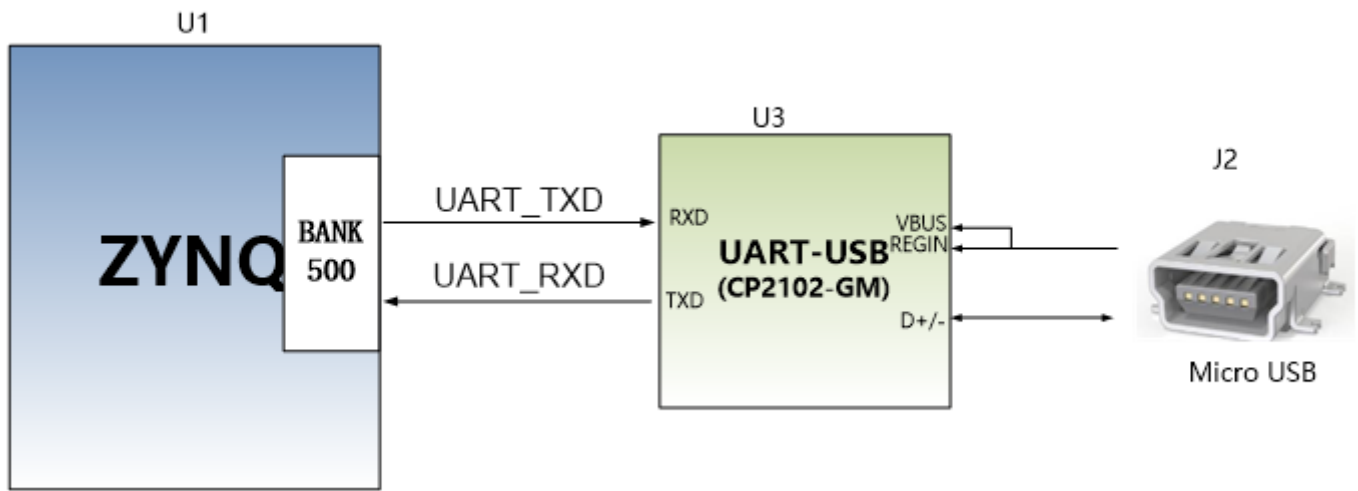 U1
ZYNQ
BANK
500
UART_TXD
UART_RXD
U3
RXD
TXD
UART-USB
(CP2102-GM)
VBUS
REGIN
D+/-
J2
Micro USB